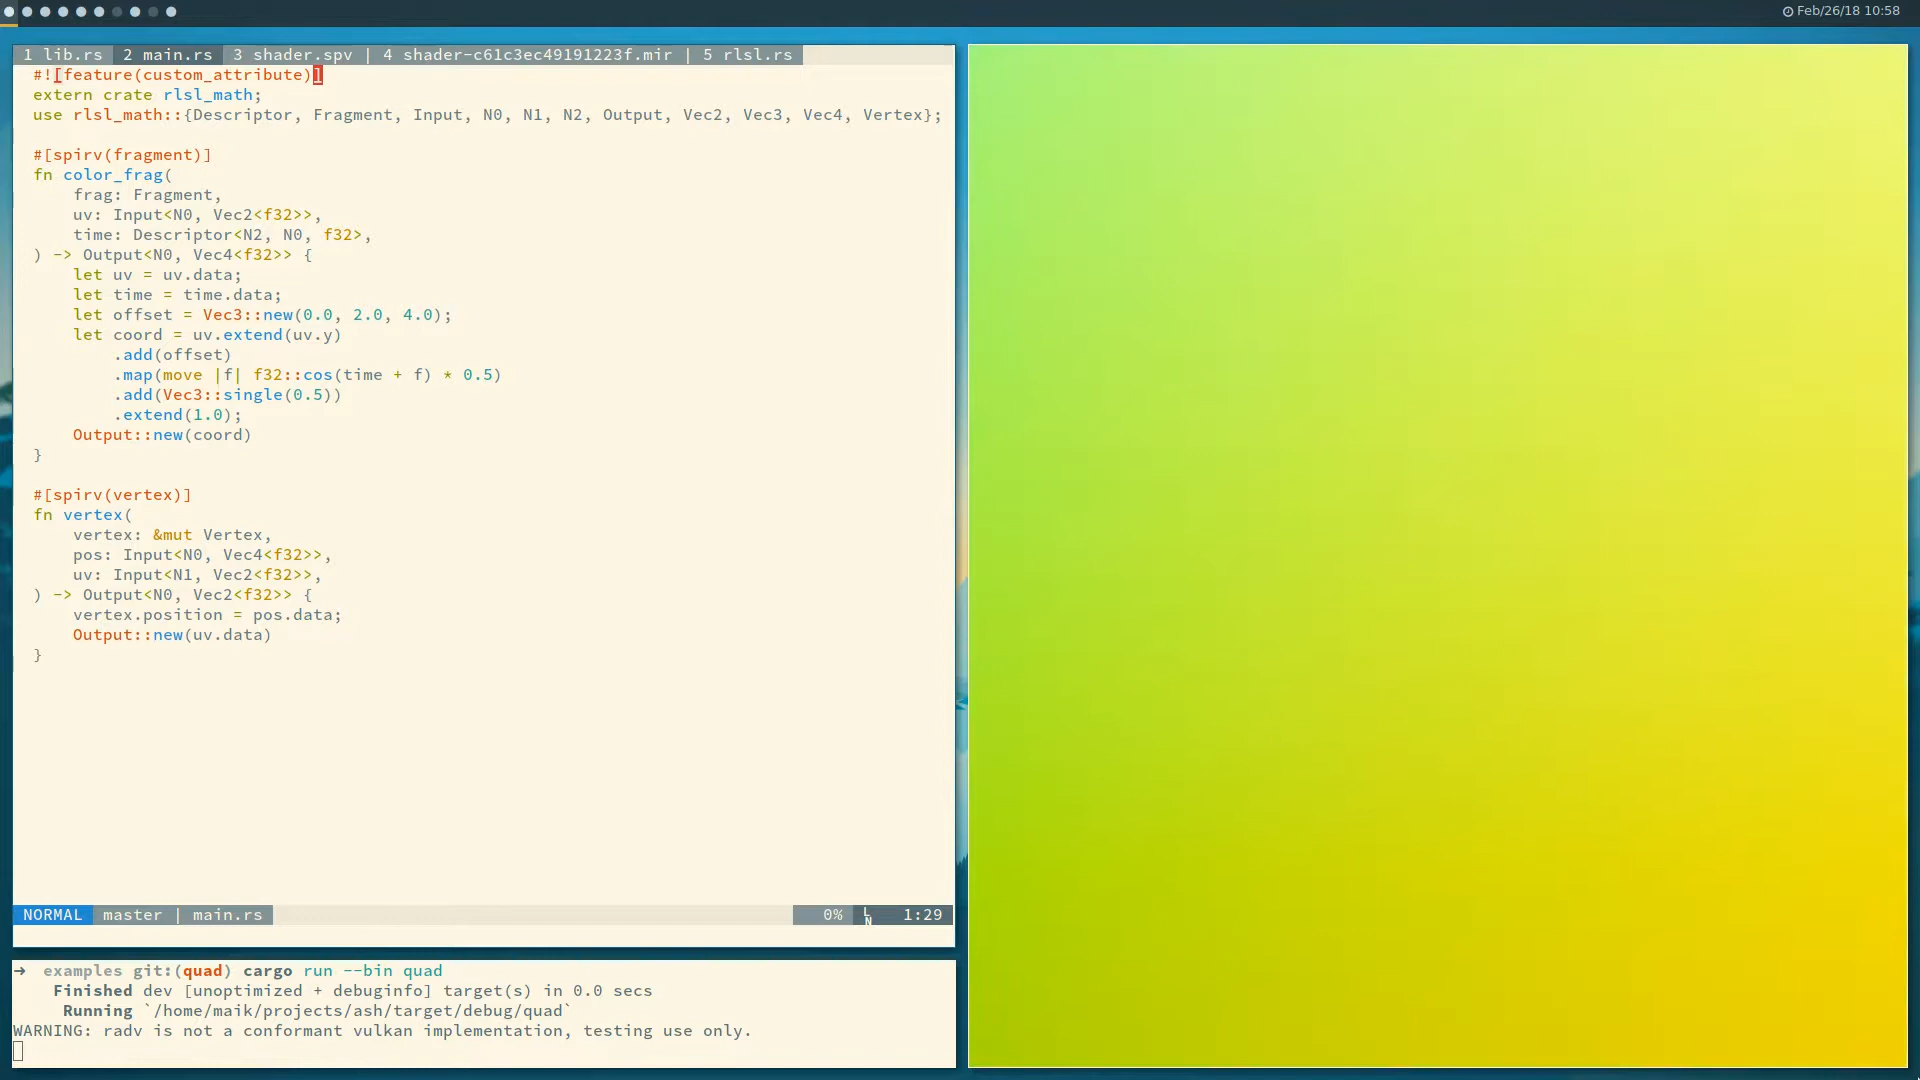 Feb/26/18 10:58
1 lib.rs 2 main.rs 3 shader.spv | 4 shader-c61c3ec49191223f.mir | 5 rlsl.rs
#![feature(custom_attribute)]
extern crate rlsl_math;
use rlsl_math::{Descriptor, Fragment, Input, N0, N1, N2, Output, Vec2, Vec3, Vec4, Vertex};
#[spirv(fragment)]
fn color_frag(
    frag: Fragment,
    uv: Input<N0, Vec2<f32>>,
    time: Descriptor<N2, N0, f32>,
) -> Output<N0, Vec4<f32>> {
    let uv = uv.data;
    let time = time.data;
    let offset = Vec3::new(0.0, 2.0, 4.0);
    let coord = uv.extend(uv.y)
        .add(offset)
        .map(move |f| f32::cos(time + f) * 0.5)
        .add(Vec3::single(0.5))
        .extend(1.0);
    Output::new(coord)
}
#[spirv(vertex)]
fn vertex(
    vertex: &mut Vertex,
    pos: Input<N0, Vec4<f32>>,
    uv: Input<N1, Vec2<f32>>,
) -> Output<N0, Vec2<f32>> {
    vertex.position = pos.data;
    Output::new(uv.data)
}
NORMAL master | main.rs 0% LN 1:29
➜ examples git:(quad) cargo run --bin quad
Finished dev [unoptimized + debuginfo] target(s) in 0.0 secs
Running `/home/maik/projects/ash/target/debug/quad`
WARNING: radv is not a conformant vulkan implementation, testing use only.